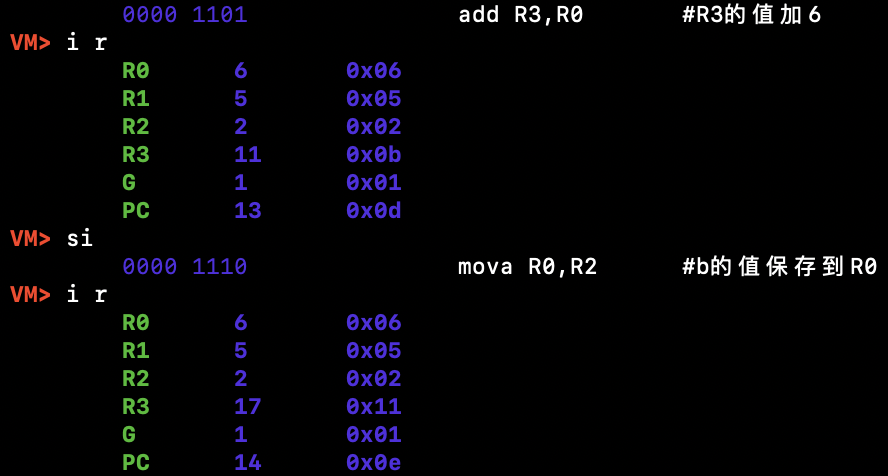 0000 1101 add R3,R0 #R3的值加6
VM> i r
R0 6 0x06
R1 5 0x05
R2 2 0x02
R3 11 0x0b
G 1 0x01
PC 13 0x0d
VM> si
0000 1110 mova R0,R2 #b的值保存到R0
VM> i r
R0 6 0x06
R1 5 0x05
R2 2 0x02
R3 17 0x11
G 1 0x01
PC 14 0x0e